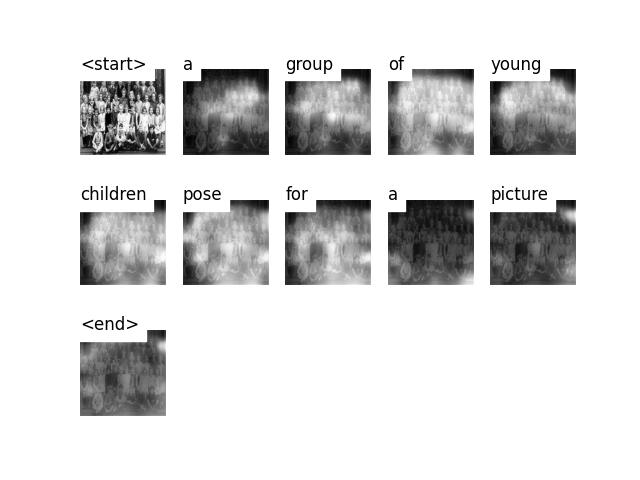 <start> a group of young
children pose for a picture
<end>